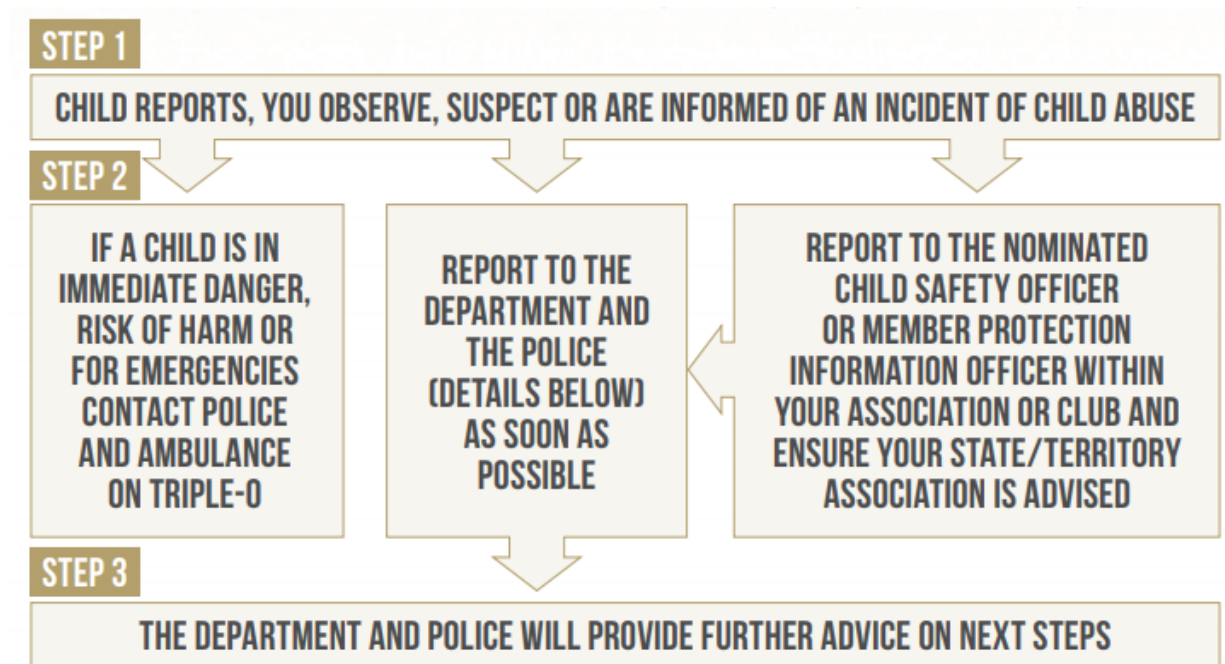 STEP 1
CHILD REPORTS, YOU OBSERVE, SUSPECT OR ARE INFORMED OF AN INCIDENT OF CHILD ABUSE
STEP 2
IF A CHILD IS IN
IMMEDIATE DANGER,
RISK OF HARM OR
FOR EMERGENCIES
CONTACT POLICE
AND AMBULANCE
ON TRIPLE-0
REPORT TO THE
DEPARTMENT AND
THE POLICE
(DETAILS BELOW)
AS SOON AS
POSSIBLE
REPORT TO THE NOMINATED
CHILD SAFETY OFFICER
OR MEMBER PROTECTION
INFORMATION OFFICER WITHIN
YOUR ASSOCIATION OR CLUB AND
ENSURE YOUR STATE/TERRITORY
ASSOCIATION IS ADVISED
STEP 3
THE DEPARTMENT AND POLICE WILL PROVIDE FURTHER ADVICE ON NEXT STEPS